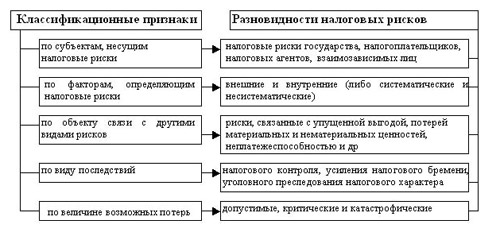 Классификационные признаки
Разновидности налоговых рисков
по субъектам, несущим
налоговые риски
налоговые риски государства, налогоплательщиков,
налоговых агентов, взаимозависимых лиц
по факторам, определяющим
налоговые риски
внешние и внутренние (либо систематические и
несистематические)
по объекту связи с другими
видами рисков
риски, связанные с упущенной выгодой, потерей
материальных и нематериальных ценностей,
неплатежеспособностью и др
по виду последствий
налогового контроля, усиления налогового бремени,
уголовного преследования налогового характера
по величине возможных потерь
допустимые, критические и катастрофические